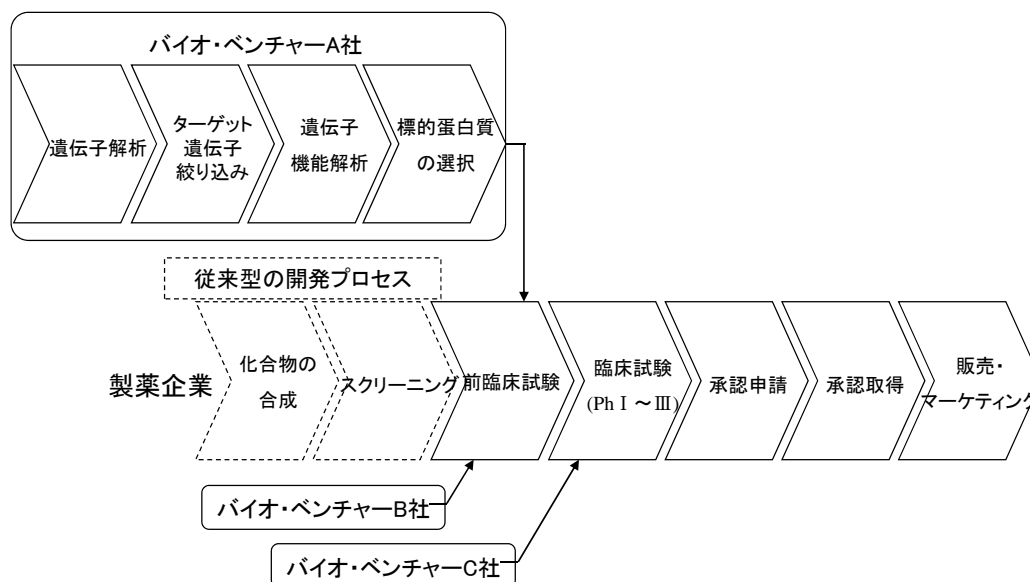 バイオ・ベンチャーA社
遺伝子解析
ターゲット
遺伝子
絞り込み
遺伝子
機能解析
標的蛋白質
の選択
従来型の開発プロセス
製薬企業
化合物の
合成
スクリーニング
前臨床試験
臨床試験
(PhⅠ～Ⅲ)
承認申請
承認取得
販売・
マーケティング
バイオ・ベンチャーB社
バイオ・ベンチャーC社